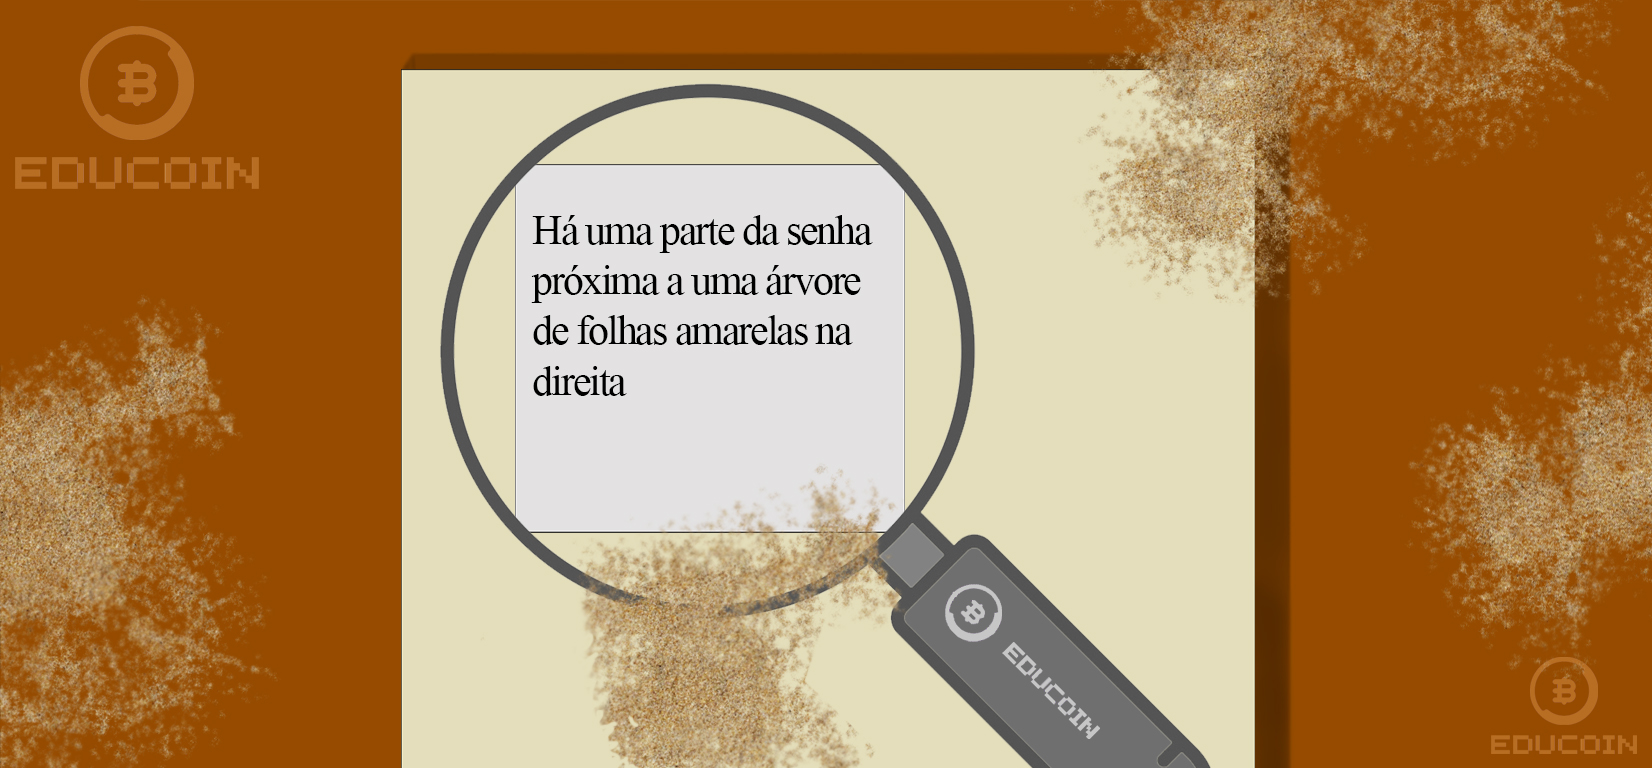 EDUCOIN
Há uma parte da senha
próxima a uma árvore
de folhas amarelas na
direita
EDUCOIN
EDUCOIN